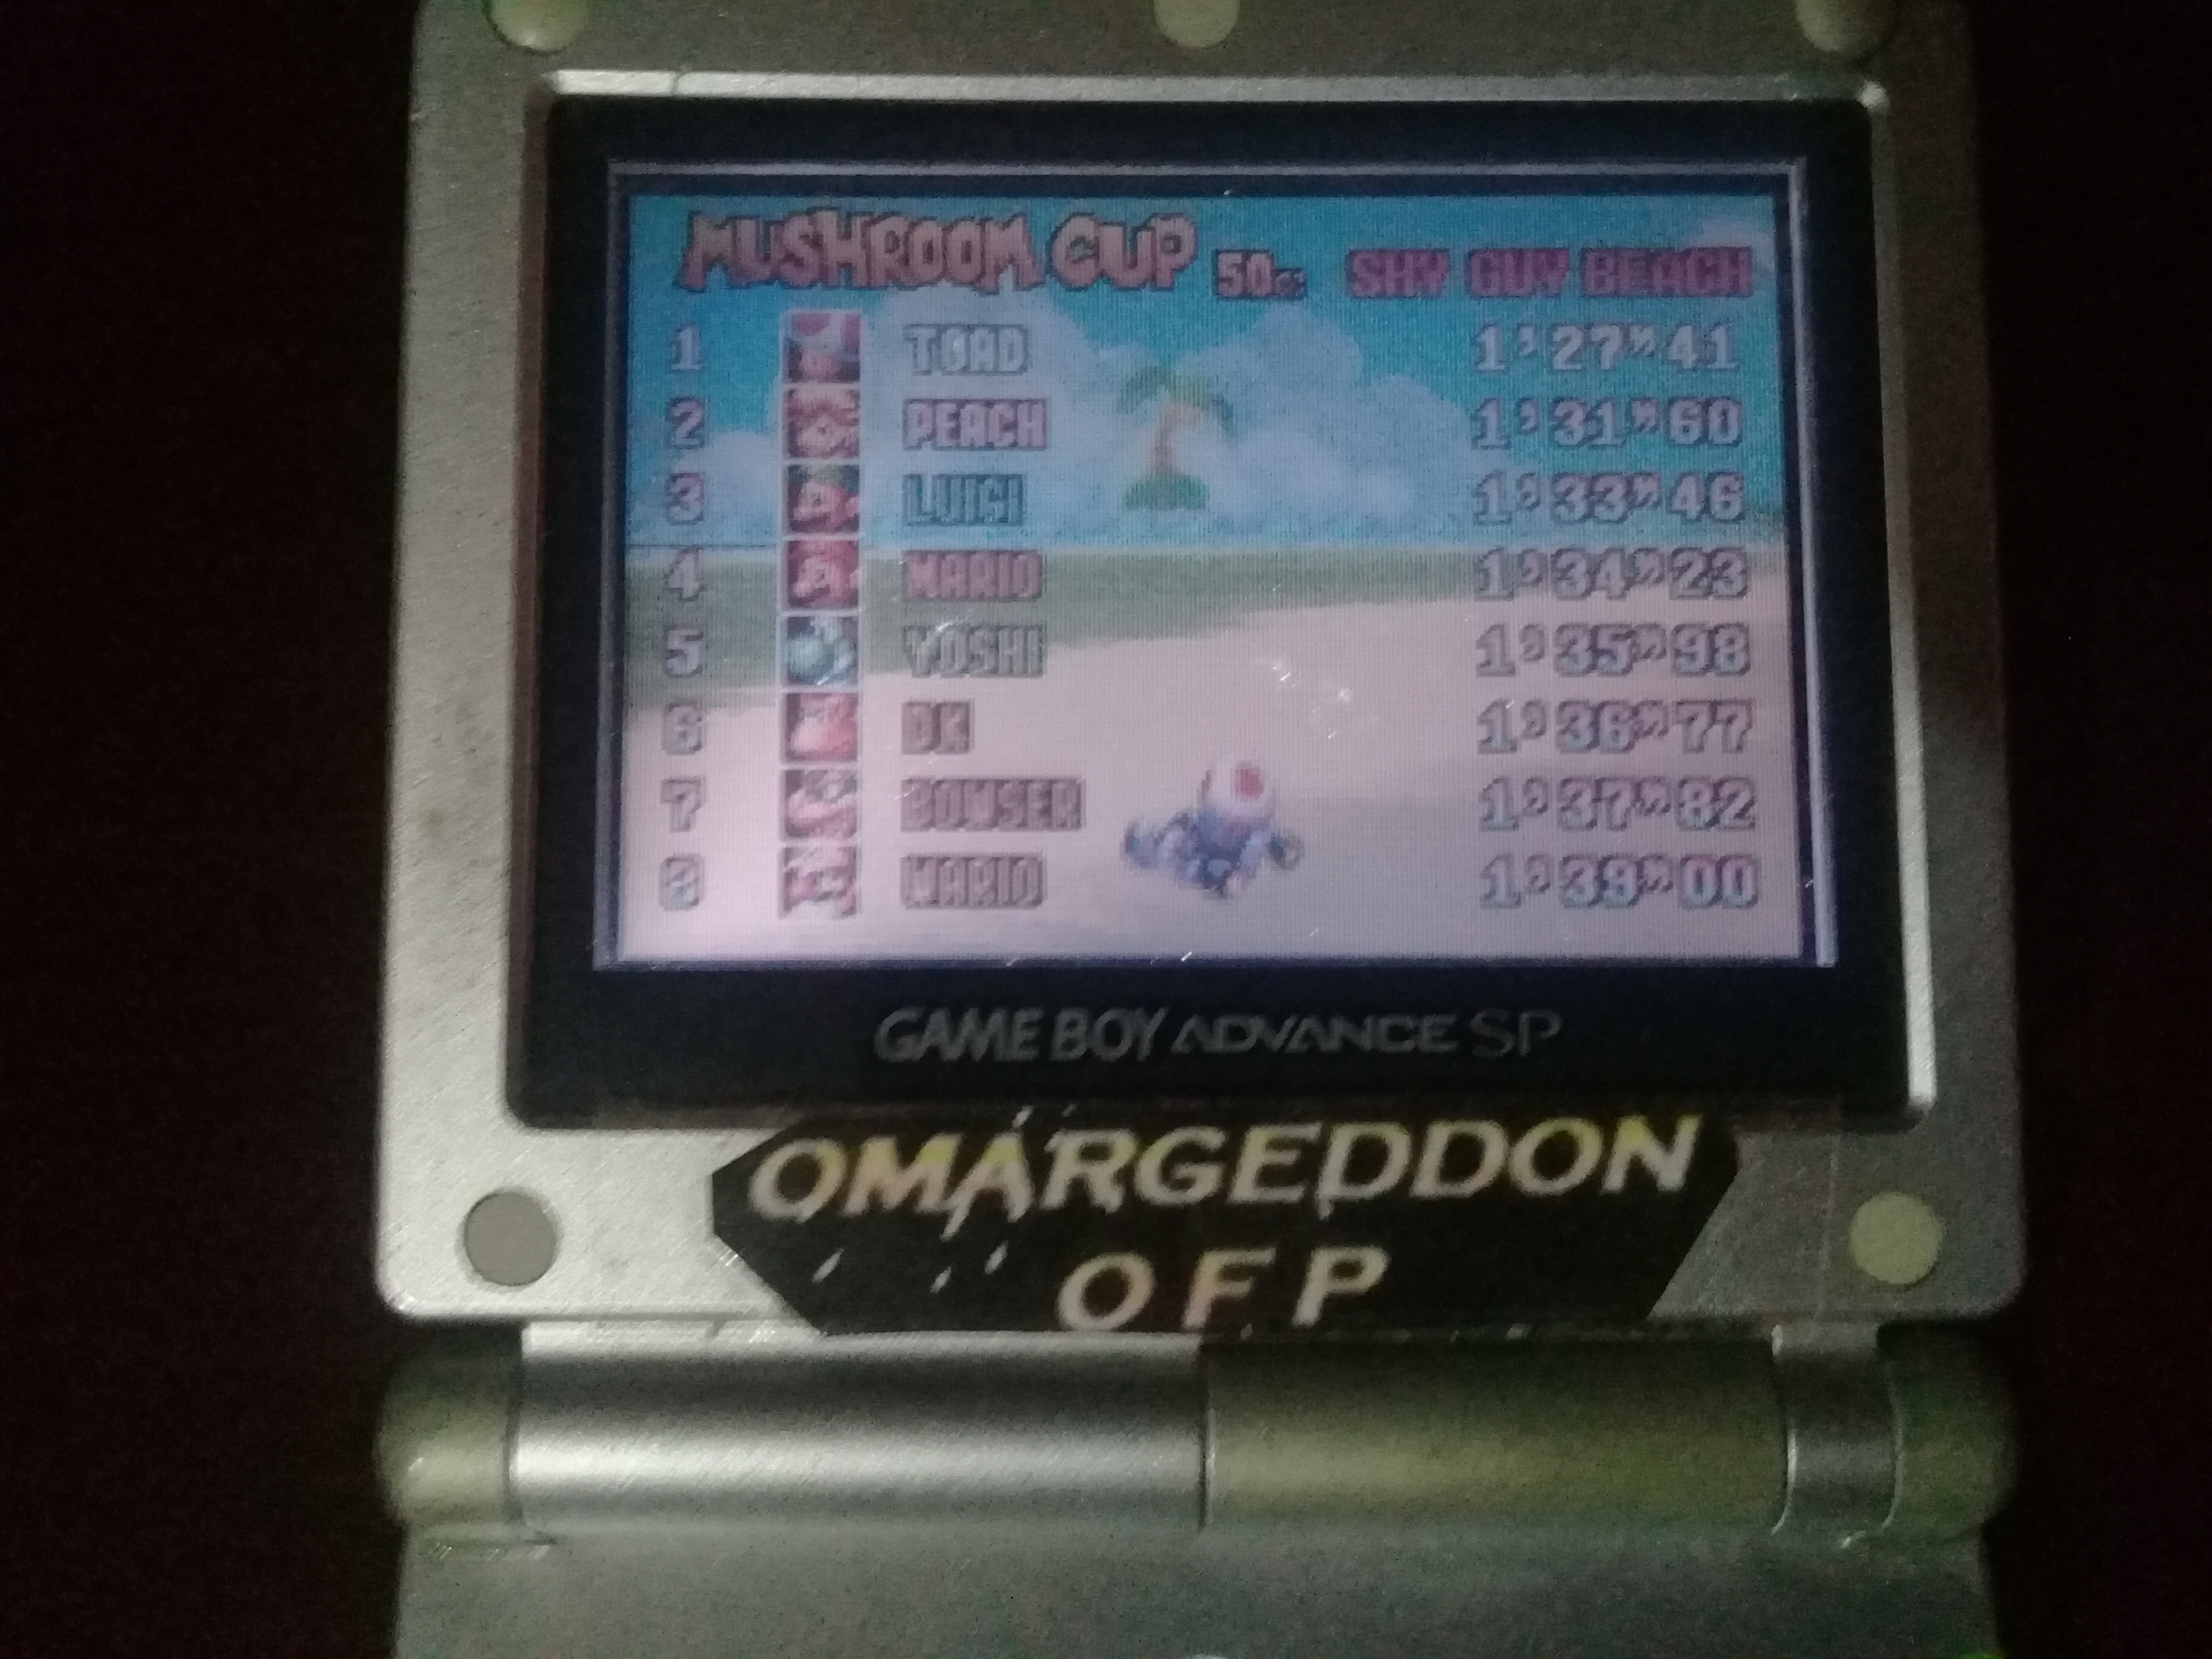 MUSHROOM CUP 50cc SHY GUY BEACH
1 TOAD 1'27"41
2 PEACH 1'31"60
3 LUIGI 1'33"46
4 MARIO 1'34"23
5 YOSHI 1'35"98
6 DK 1'36"77
7 BOWSER 1'37"82
8 WARIO 1'39"00
GAME BOY ADVANCE SP
OMARGEDDON
OFP